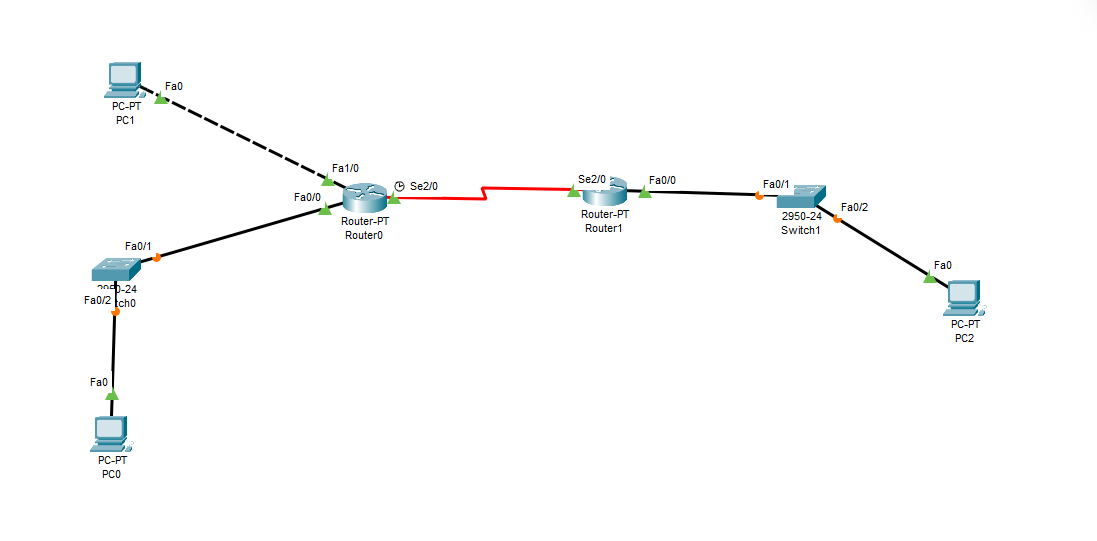 Fa0
PC-PT
PC1
Fa1/0
Fa0/0
Se2/0
Router-PT
Router0
Se2/0
Fa0/0
Router-PT
Router1
Fa0/1
2950-24
Switch1
Fa0/2
Fa0
PC-PT
PC2
Fa0/1
2950-24
Fa0/2
tch0
Fa0
PC-PT
PC0